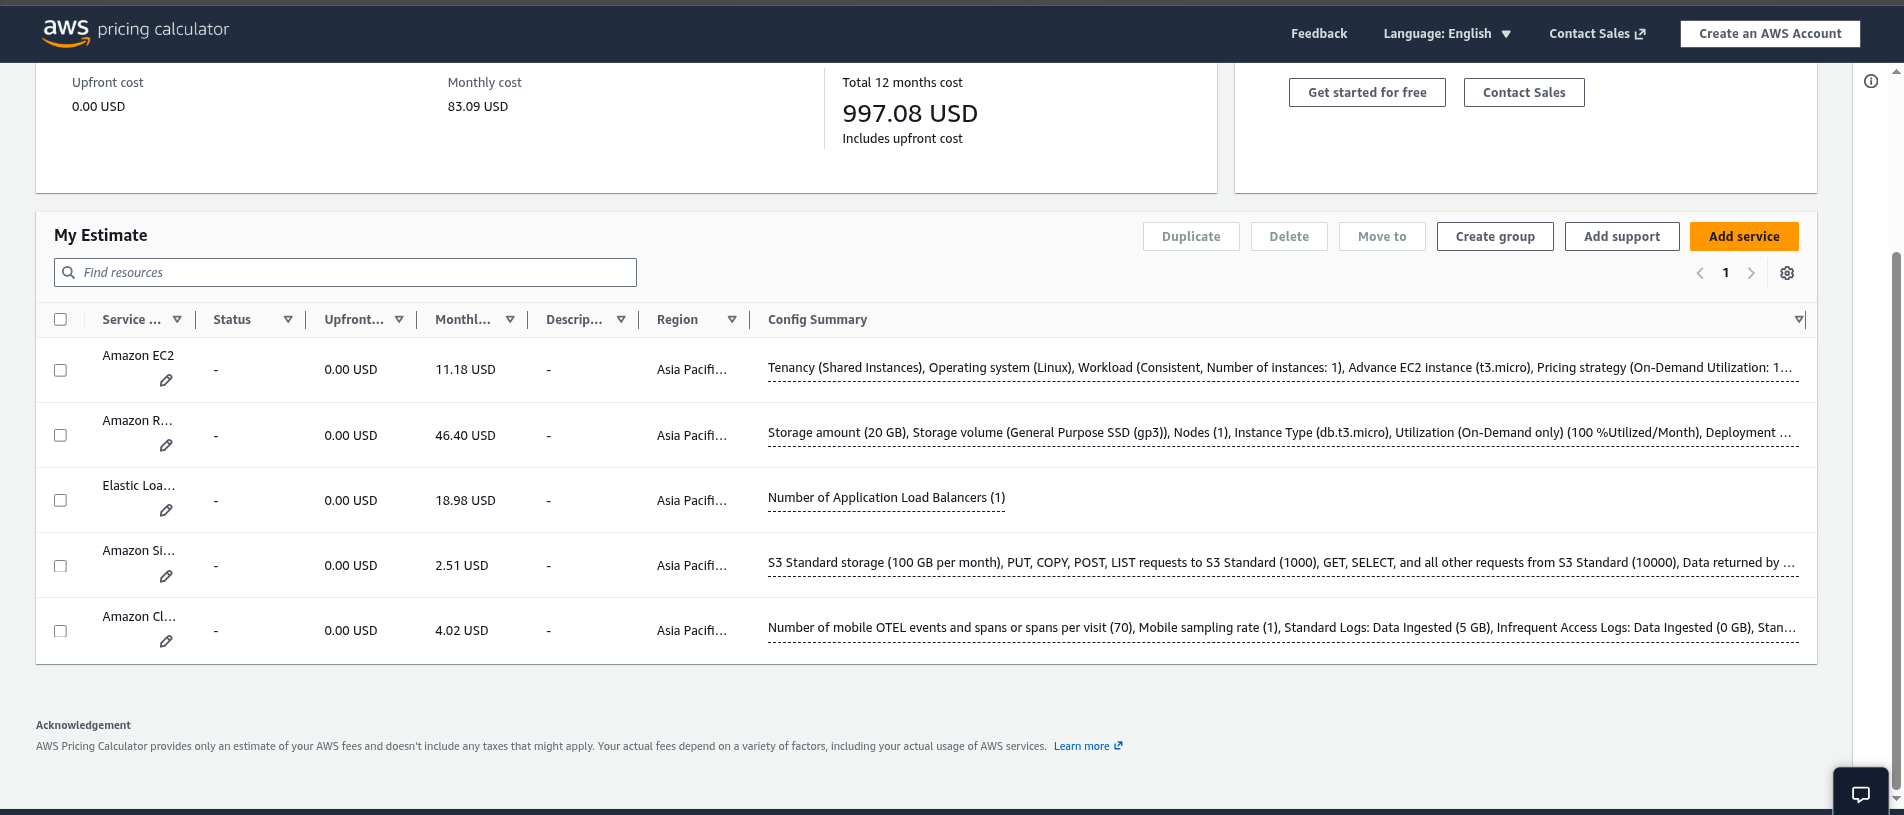 aws pricing calculator
Feedback
Language: English
Contact Sales
Create an AWS Account
Upfront cost
0.00 USD
Monthly cost
83.09 USD
Total 12 months cost
997.08 USD
Includes upfront cost
Get started for free
Contact Sales
My Estimate
Duplicate
Delete
Move to
Create group
Add support
Add service
Find resources
1
Service ... Status Upfront... Monthl... Descrip... Region Config Summary
Amazon EC2 - 0.00 USD 11.18 USD - Asia Pacifi... Tenancy (Shared Instances), Operating system (Linux), Workload (Consistent, Number of instances: 1), Advance EC2 instance (t3.micro), Pricing strategy (On-Demand Utilization: 1...
Amazon R... - 0.00 USD 46.40 USD - Asia Pacifi... Storage amount (20 GB), Storage volume (General Purpose SSD (gp3)), Nodes (1), Instance Type (db.t3.micro), Utilization (On-Demand only) (100 %Utilized/Month), Deployment ...
Elastic Loa... - 0.00 USD 18.98 USD - Asia Pacifi... Number of Application Load Balancers (1)
Amazon Si... - 0.00 USD 2.51 USD - Asia Pacifi... S3 Standard storage (100 GB per month), PUT, COPY, POST, LIST requests to S3 Standard (1000), GET, SELECT, and all other requests from S3 Standard (10000), Data returned by ...
Amazon Cl... - 0.00 USD 4.02 USD - Asia Pacifi... Number of mobile OTEL events and spans or spans per visit (70), Mobile sampling rate (1), Standard Logs: Data Ingested (5 GB), Infrequent Access Logs: Data Ingested (0 GB), Stan...
Acknowledgement
AWS Pricing Calculator provides only an estimate of your AWS fees and doesn't include any taxes that might apply. Your actual fees depend on a variety of factors, including your actual usage of AWS services. Learn more